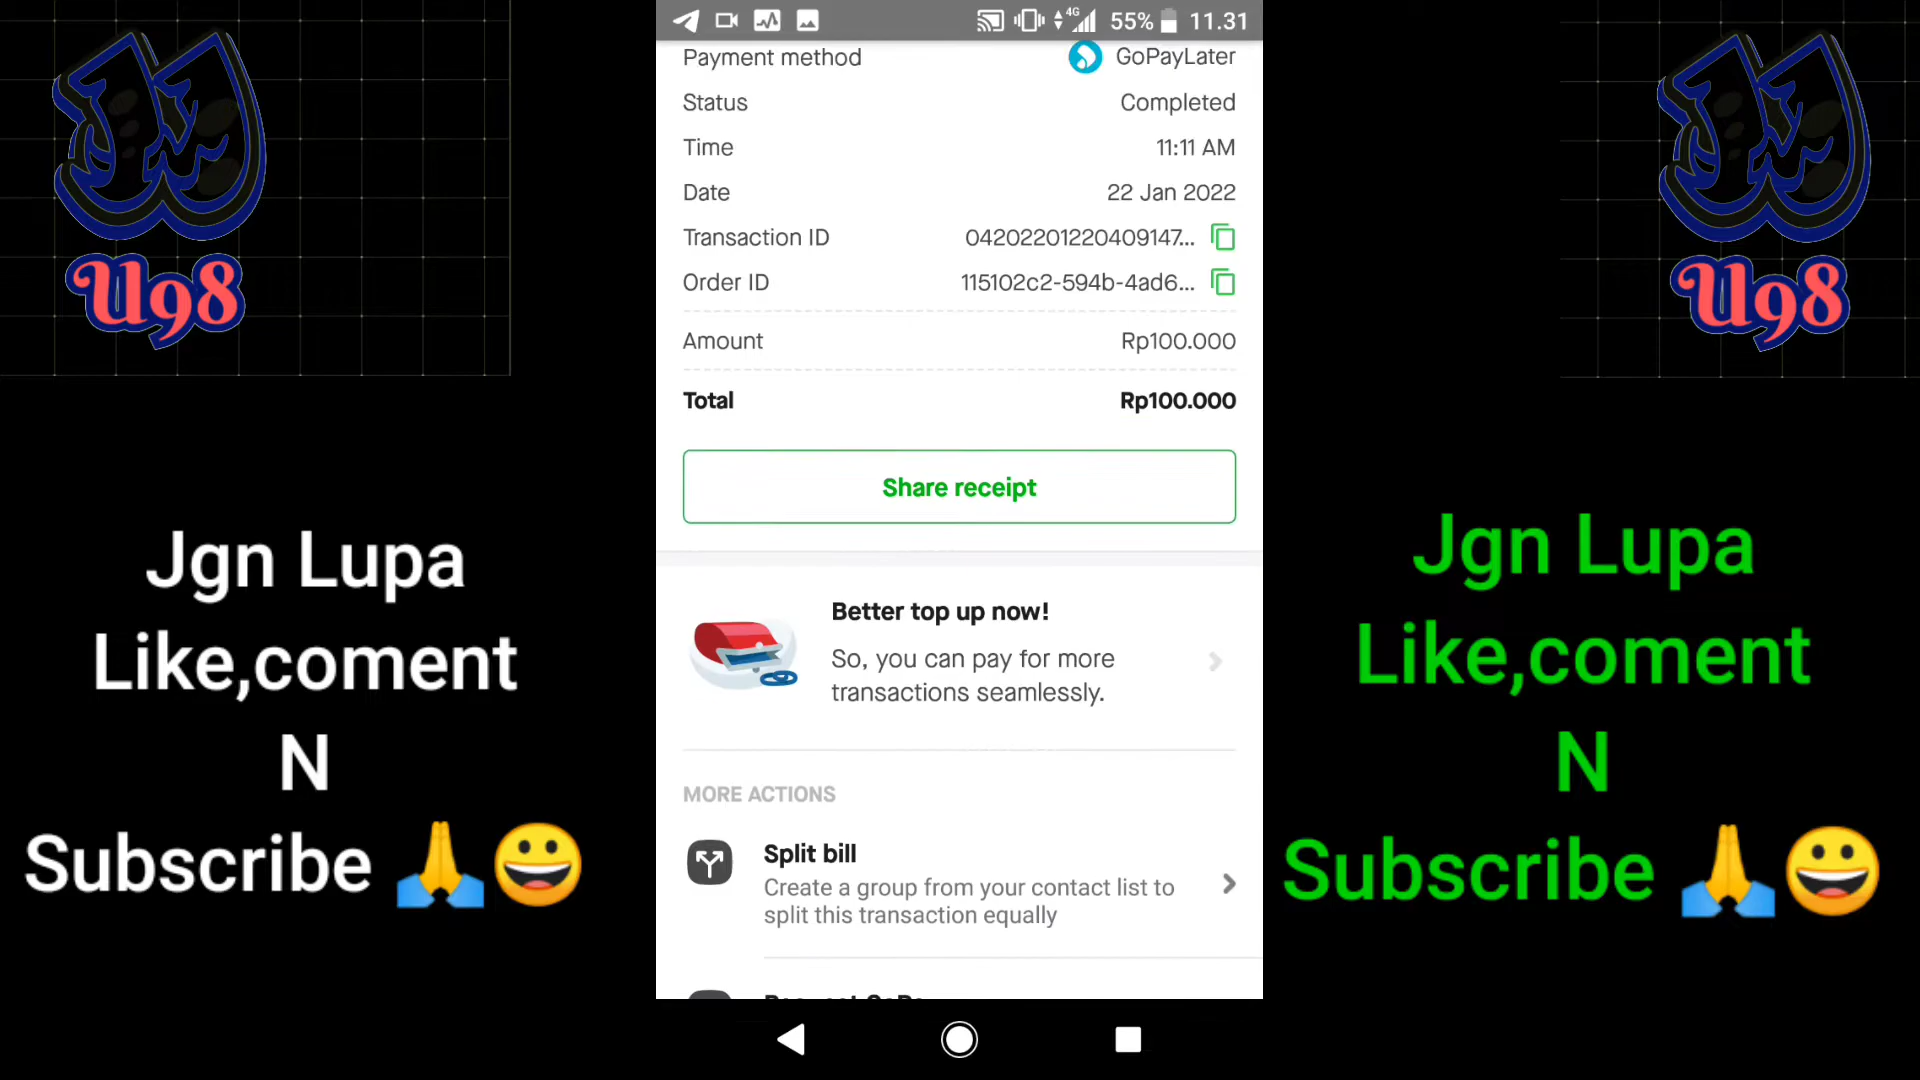 4G 55% 11.31
Payment method GoPayLater
Status Completed
Time 11:11 AM
Date 22 Jan 2022
Transaction ID 04202201220409147...
Order ID 115102c2-594b-4ad6...
Amount Rp100.000
Total Rp100.000
Share receipt
Better top up now!
So, you can pay for more
transactions seamlessly.
MORE ACTIONS
Split bill
Create a group from your contact list to
split this transaction equally
U98
Jgn Lupa
Like,coment
N
Subscribe 🙏😀
U98
Jgn Lupa
Like,coment
N
Subscribe 🙏😀